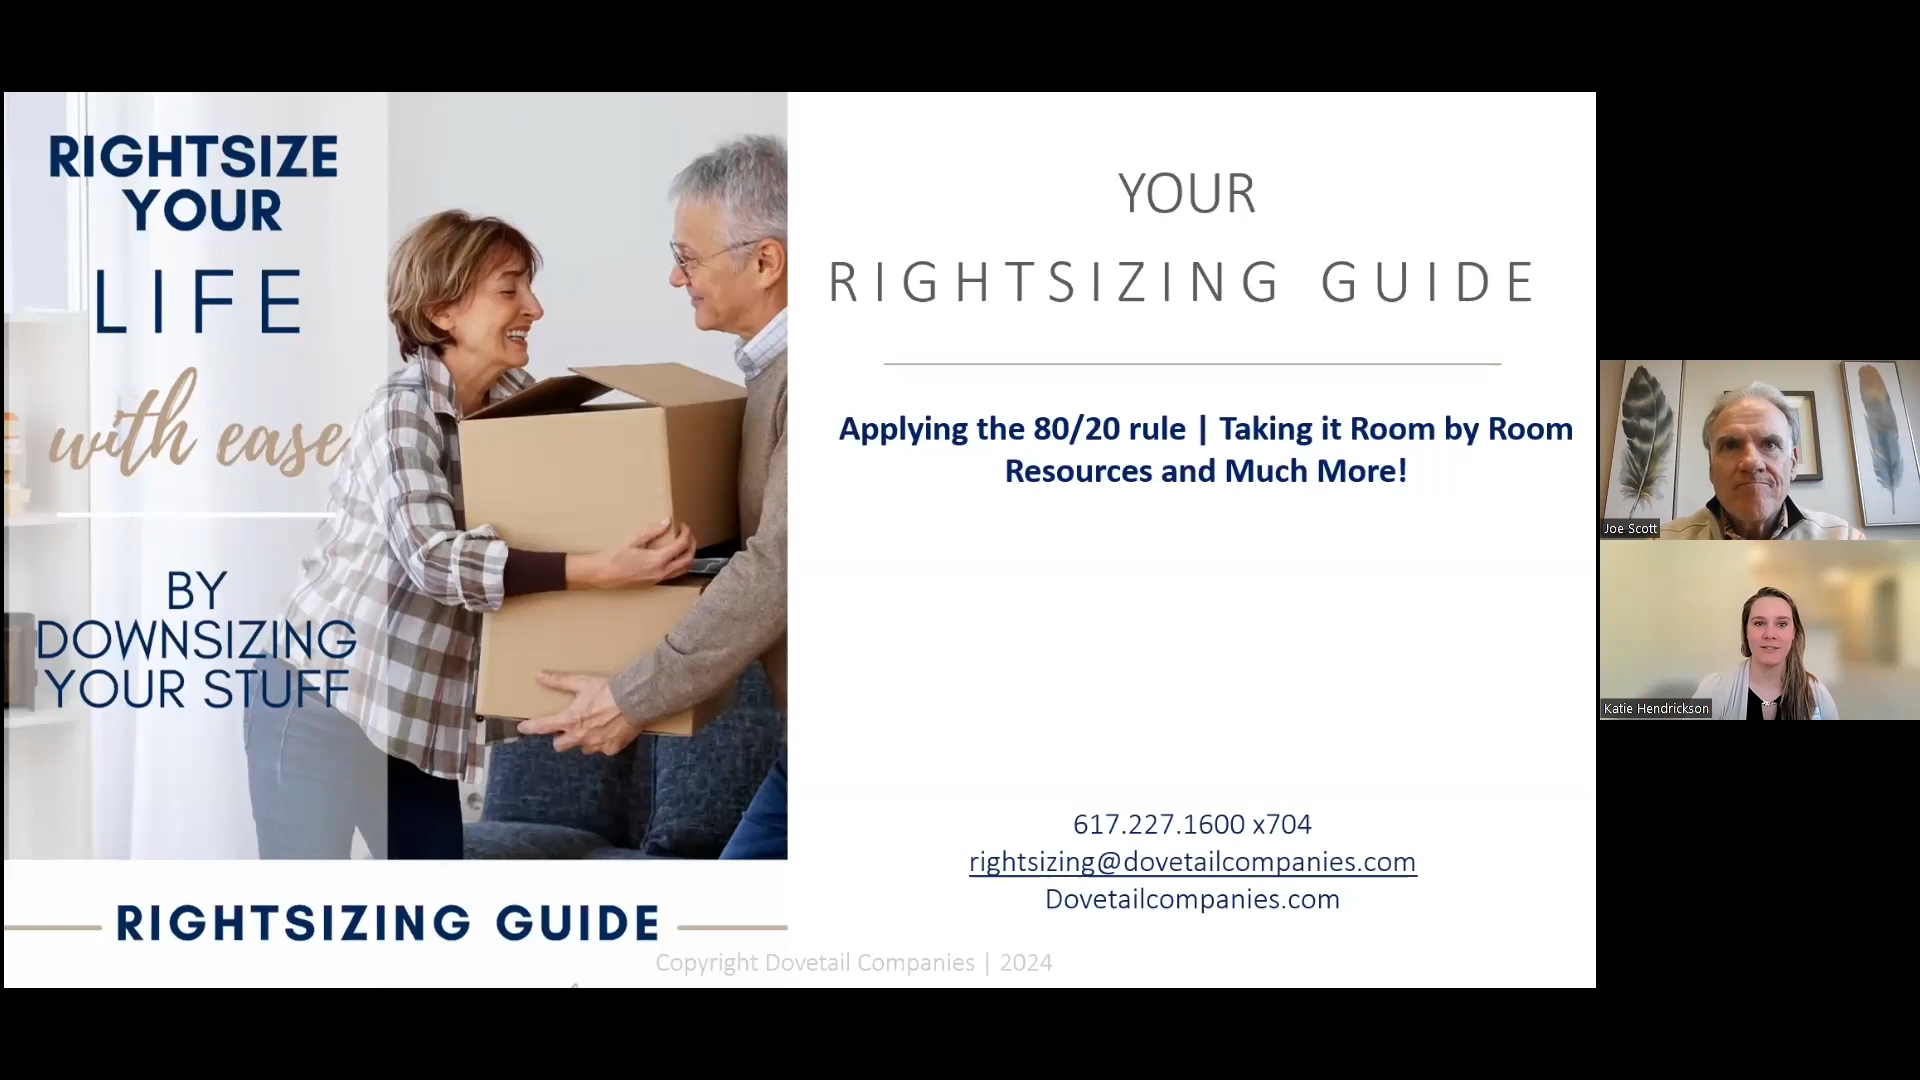 RIGHTSIZE
YOUR
LIFE
with ease
BY
DOWNSIZING
YOUR STUFF
RIGHTSIZING GUIDE
YOUR
RIGHTSIZING GUIDE
Applying the 80/20 rule | Taking it Room by Room
Resources and Much More!
617.227.1600 x704
rightsizing@dovetailcompanies.com
Dovetailcompanies.com
Copyright Dovetail Companies | 2024
Joe Scott
Katie Hendrickson